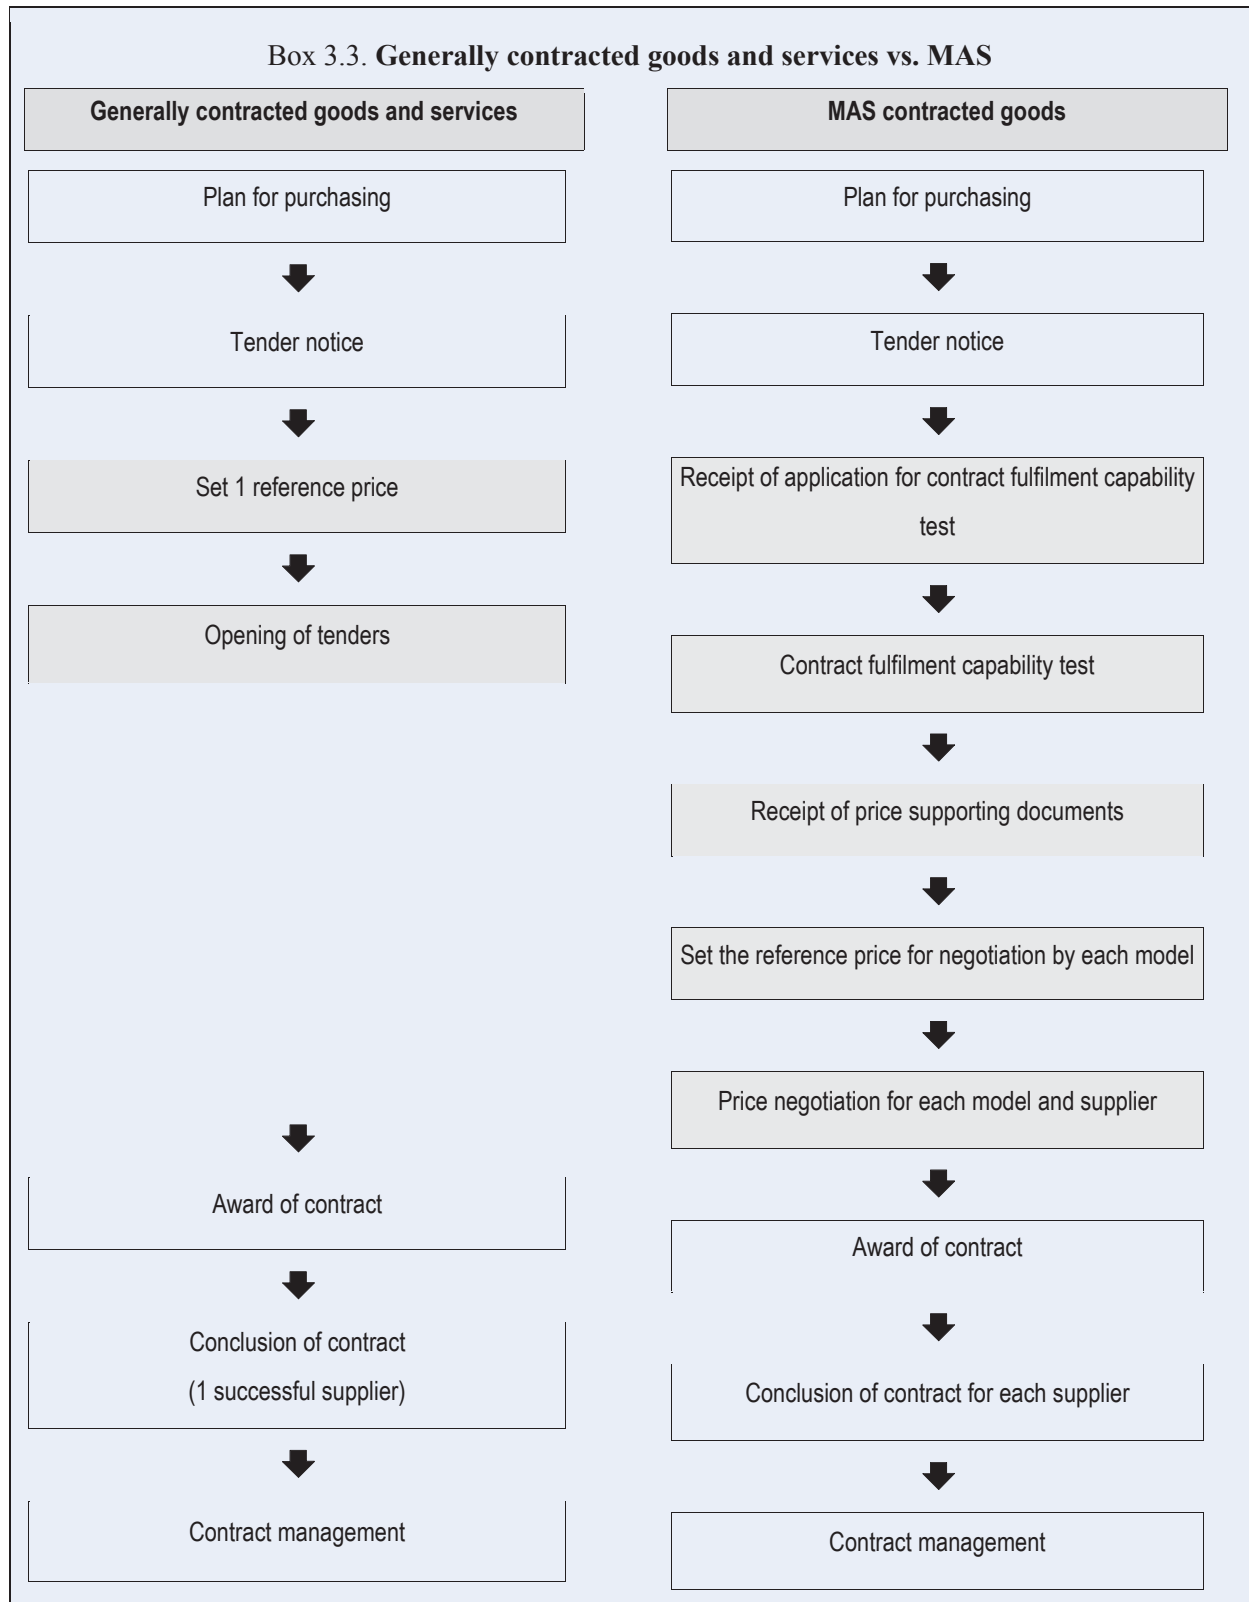 Box 3.3. Generally contracted goods and services vs. MAS
Generally contracted goods and services
Plan for purchasing
Tender notice
Set 1 reference price
Opening of tenders
Award of contract
Conclusion of contract
(1 successful supplier)
Contract management
MAS contracted goods
Plan for purchasing
Tender notice
Receipt of application for contract fulfilment capability
test
Contract fulfilment capability test
Receipt of price supporting documents
Set the reference price for negotiation by each model
Price negotiation for each model and supplier
Award of contract
Conclusion of contract for each supplier
Contract management